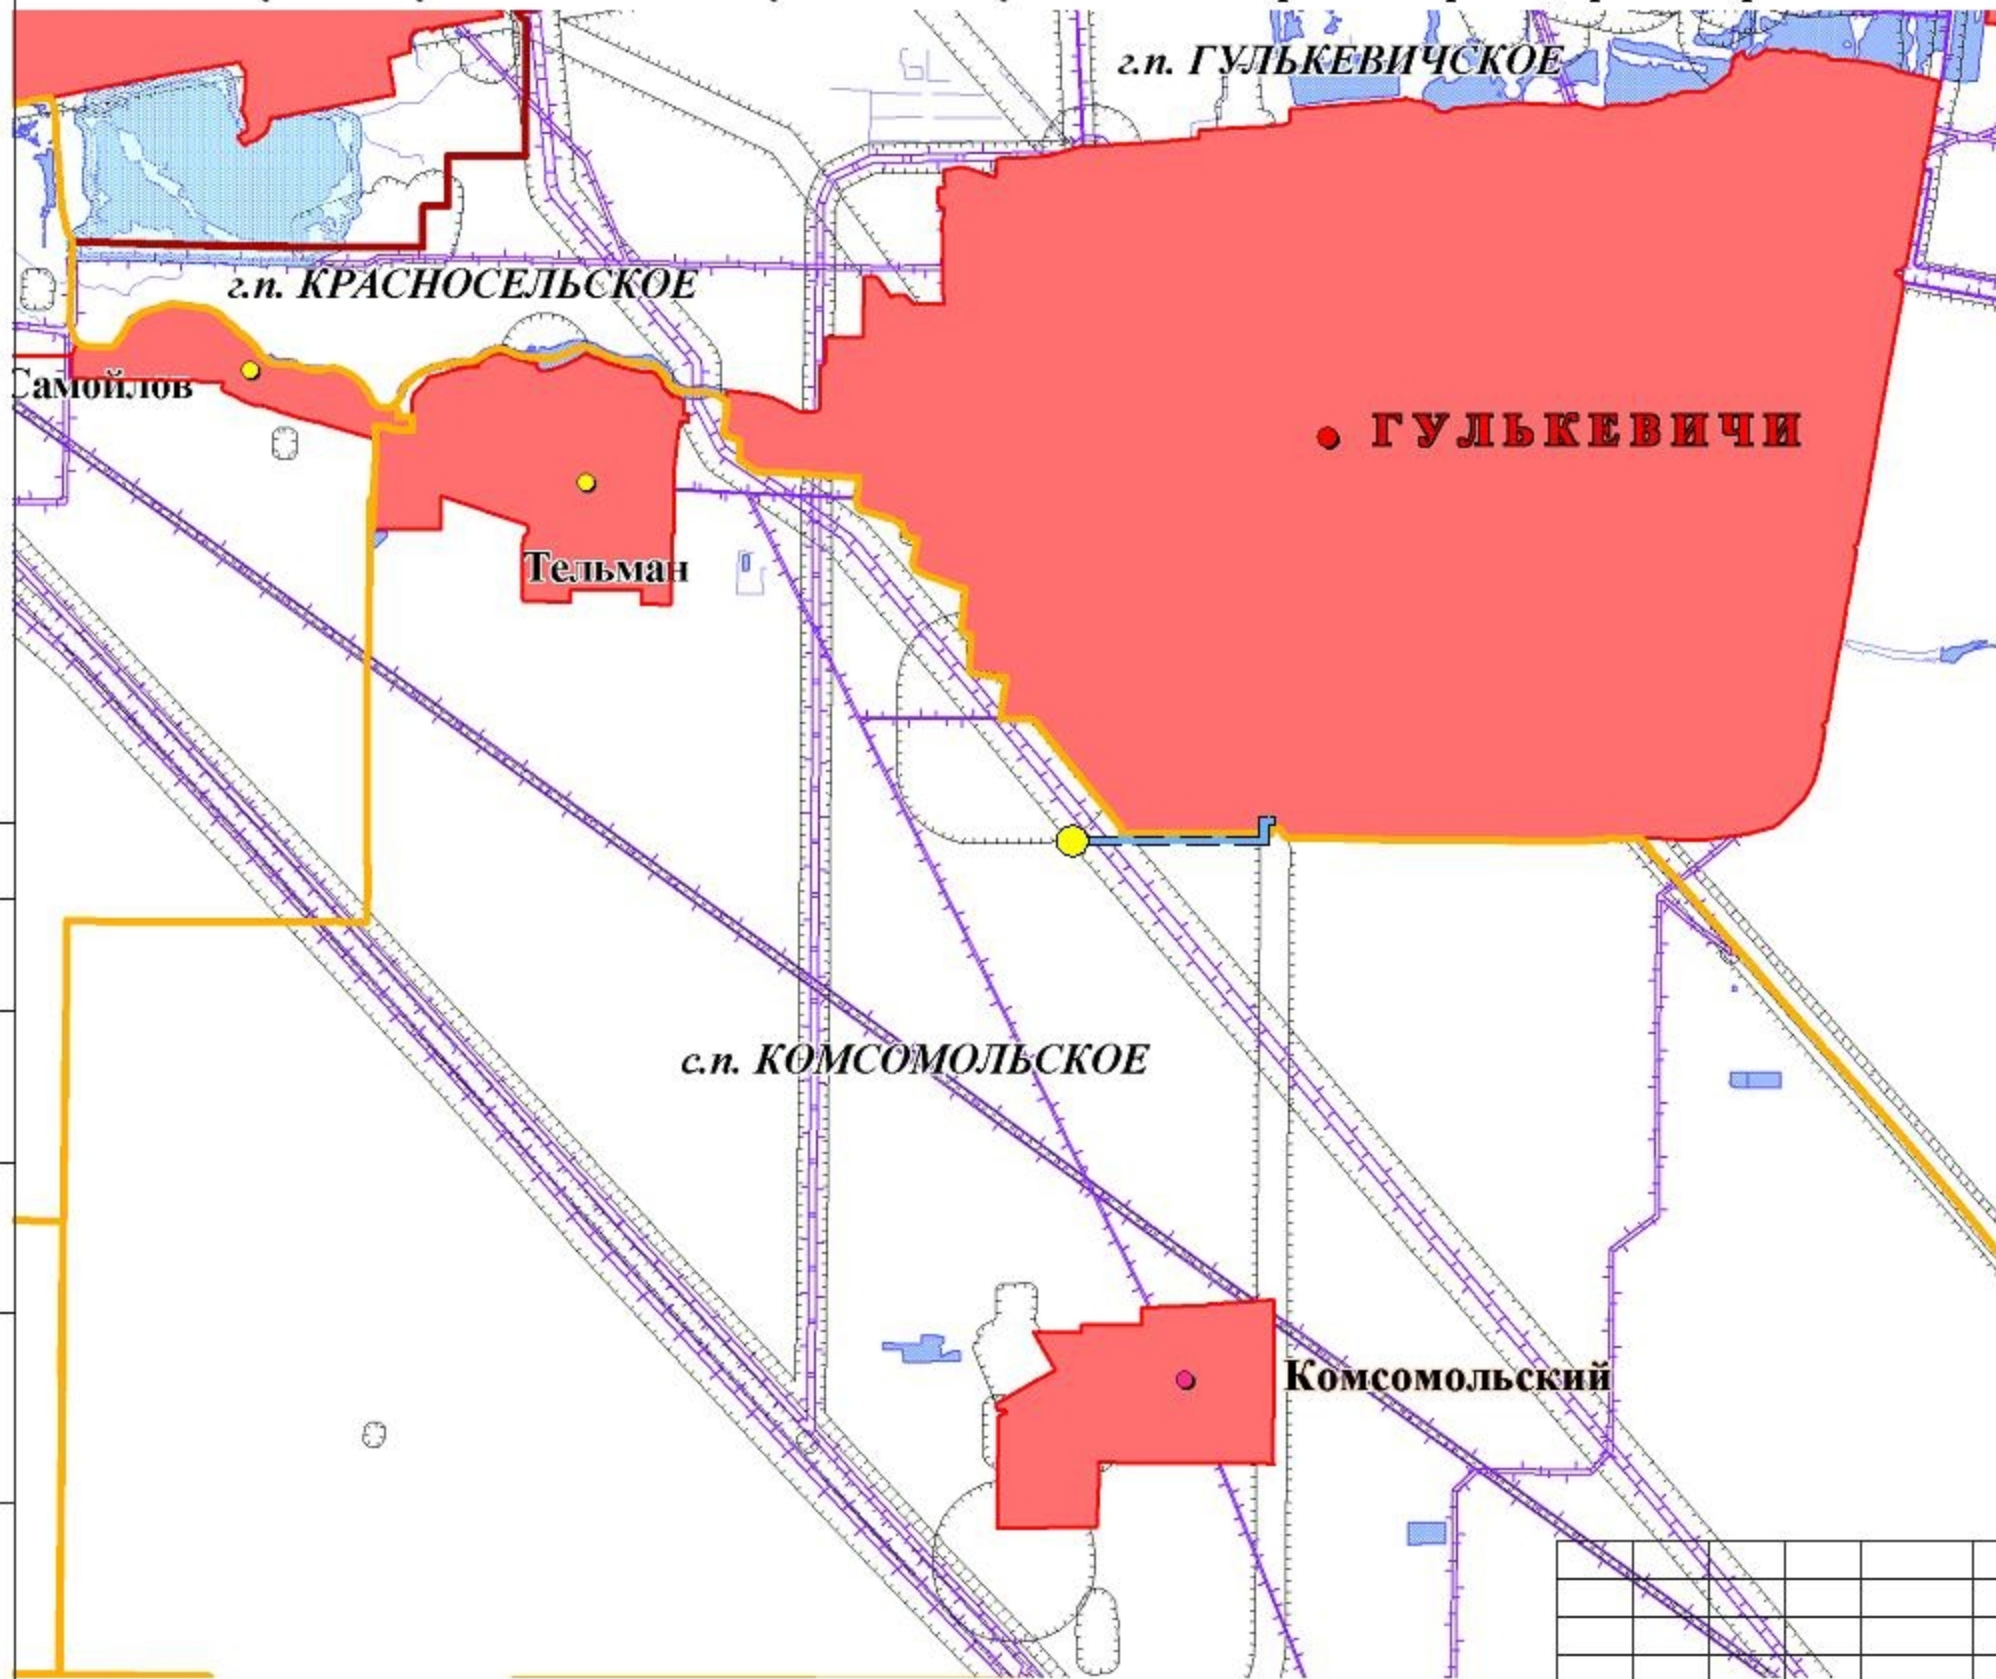 г.п. ГУЛЬКЕВИЧСКОЕ
г.п. КРАСНОСЕЛЬСКОЕ
Самойлов
ГУЛЬКЕВИЧИ
Тельман
с.п. КОМСОМОЛЬСКОЕ
Комсомольский